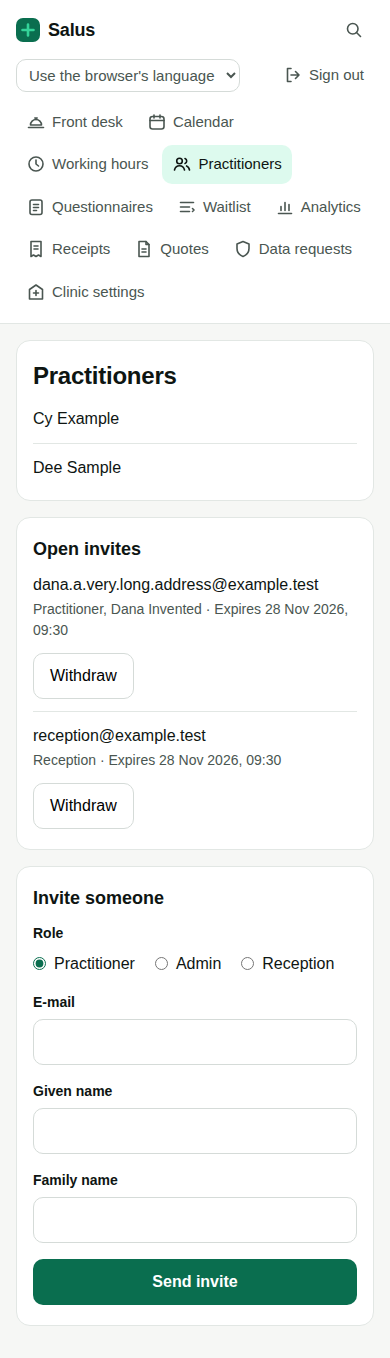 Salus
Use the browser's language
Sign out
Front desk
Calendar
Working hours
Practitioners
Questionnaires
Waitlist
Analytics
Receipts
Quotes
Data requests
Clinic settings
Practitioners
Cy Example
Dee Sample
Open invites
dana.a.very.long.address@example.test
Practitioner, Dana Invented · Expires 28 Nov 2026,
09:30
Withdraw
reception@example.test
Reception · Expires 28 Nov 2026, 09:30
Withdraw
Invite someone
Role
Practitioner
Admin
Reception
E-mail
Given name
Family name
Send invite